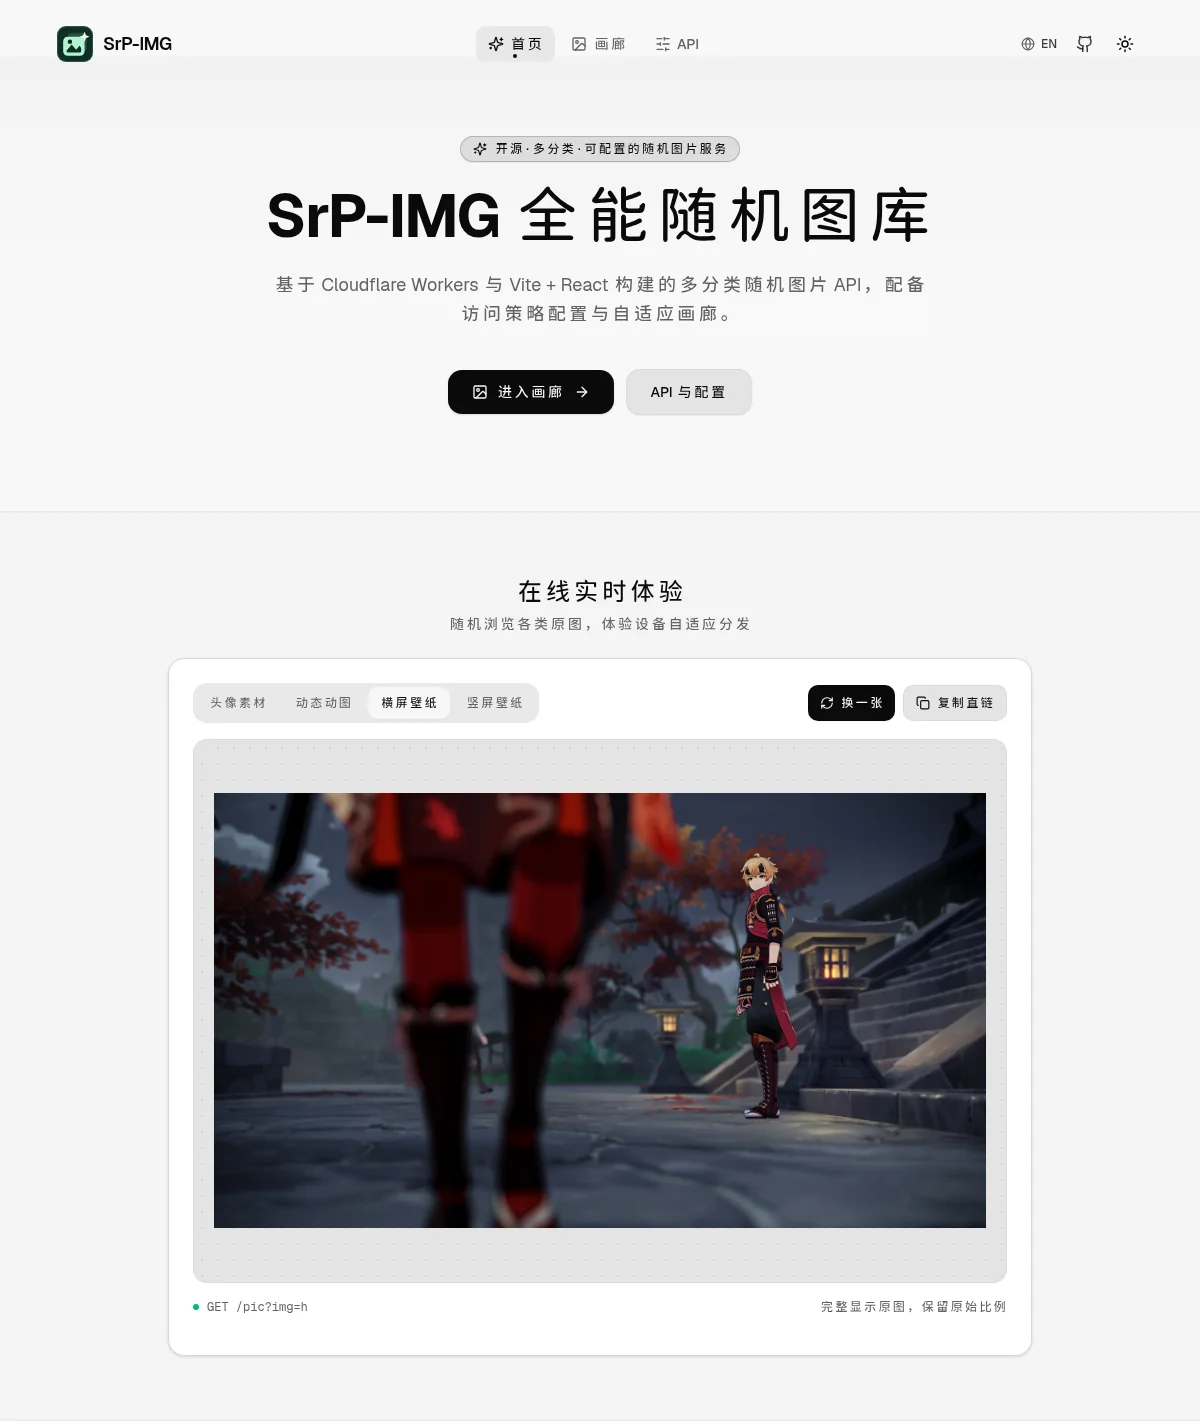 SrP-IMG
首页
画廊
API
EN
开源·多分类·可配置的随机图片服务
SrP-IMG 全能随机图库
基于 Cloudflare Workers 与 Vite + React 构建的多分类随机图片 API，配备
访问策略配置与自适应画廊。
进入画廊
API 与配置
在线实时体验
随机浏览各类原图，体验设备自适应分发
头像素材
动态动图
横屏壁纸
竖屏壁纸
换一张
复制直链
GET /pic?img=h
完整显示原图，保留原始比例